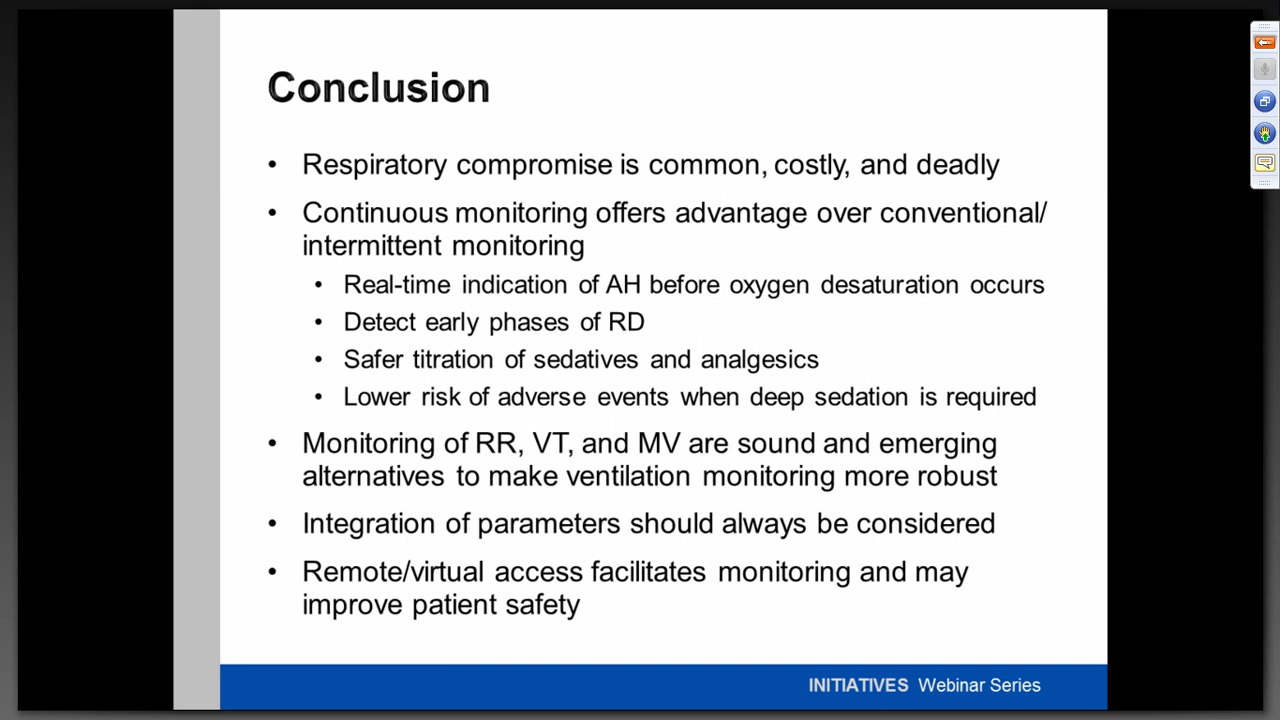 Conclusion
• Respiratory compromise is common, costly, and deadly
• Continuous monitoring offers advantage over conventional/
intermittent monitoring
• Real-time indication of AH before oxygen desaturation occurs
• Detect early phases of RD
• Safer titration of sedatives and analgesics
• Lower risk of adverse events when deep sedation is required
• Monitoring of RR, VT, and MV are sound and emerging
alternatives to make ventilation monitoring more robust
• Integration of parameters should always be considered
• Remote/virtual access facilitates monitoring and may
improve patient safety
INITIATIVES Webinar Series